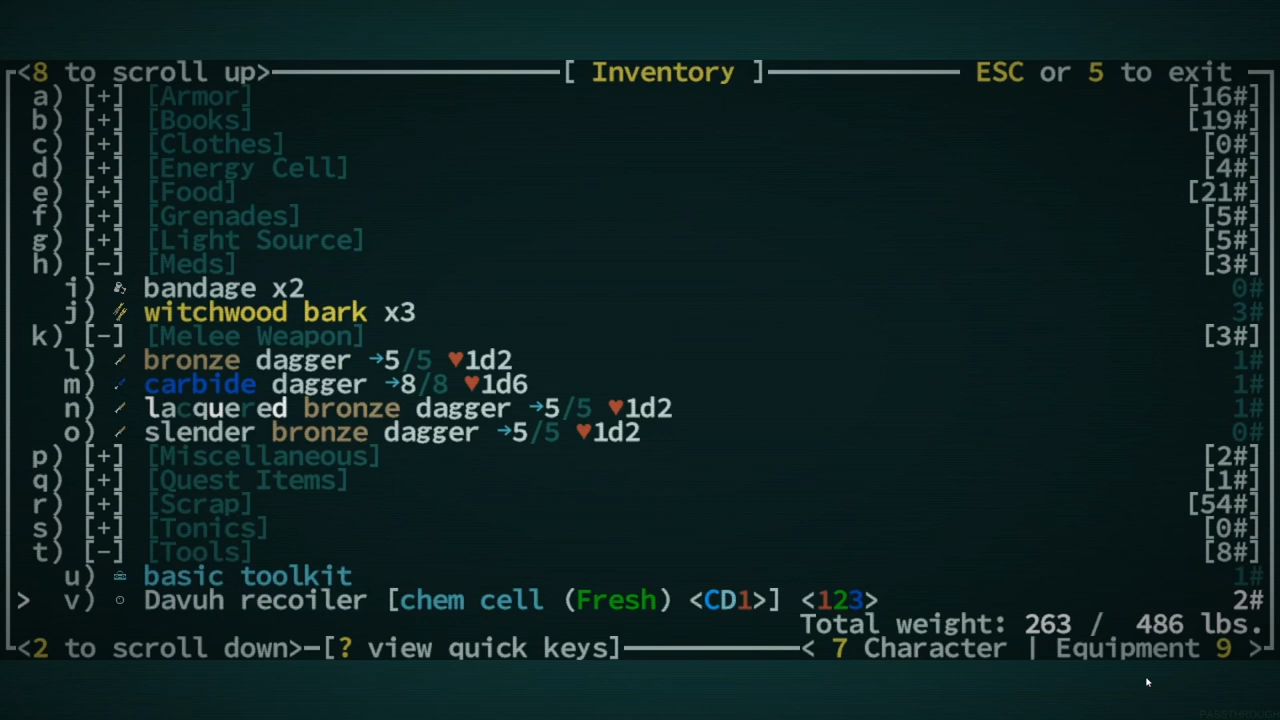 <8 to scroll up> [ Inventory ] ESC or 5 to exit
a) [+] [Armor] [16#]
b) [+] [Books] [19#]
c) [+] [Clothes] [0#]
d) [+] [Energy Cell] [4#]
e) [+] [Food] [21#]
f) [+] [Grenades] [5#]
g) [+] [Light Source] [5#]
h) [-] [Meds] [3#]
i) bandage x2 0#
j) witchwood bark x3 3#
k) [-] [Melee Weapon] [3#]
l) bronze dagger →5/5 ♥1d2 1#
m) carbide dagger →8/8 ♥1d6 1#
n) lacquered bronze dagger →5/5 ♥1d2 1#
o) slender bronze dagger →5/5 ♥1d2 0#
p) [+] [Miscellaneous] [2#]
q) [+] [Quest Items] [1#]
r) [+] [Scrap] [54#]
s) [+] [Tonics] [0#]
t) [-] [Tools] [8#]
u) basic toolkit 1#
> v) Davuh recoiler [chem cell (Fresh) <CD1>] <123> 2#
Total weight: 263 / 486 lbs.
<2 to scroll down> [? view quick keys] < 7 Character | Equipment 9 >